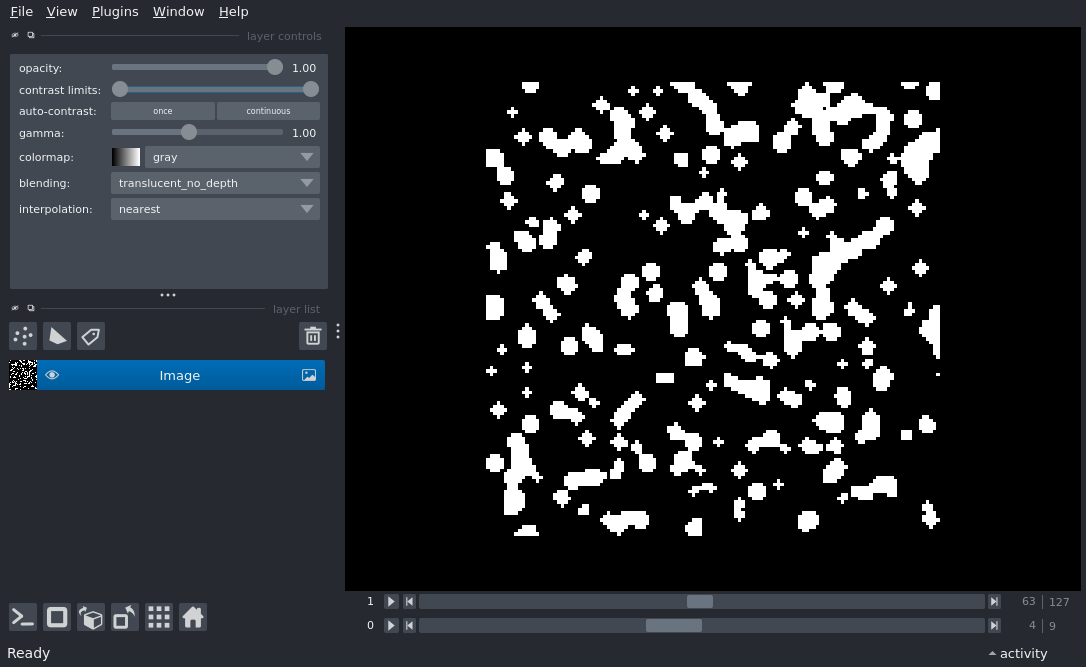 File View Plugins Window Help
layer controls
opacity: 1.00
contrast limits:
auto-contrast: once continuous
gamma: 1.00
colormap: gray
blending: translucent_no_depth
interpolation: nearest
layer list
Image
1 63 127
0 4 9
Ready activity